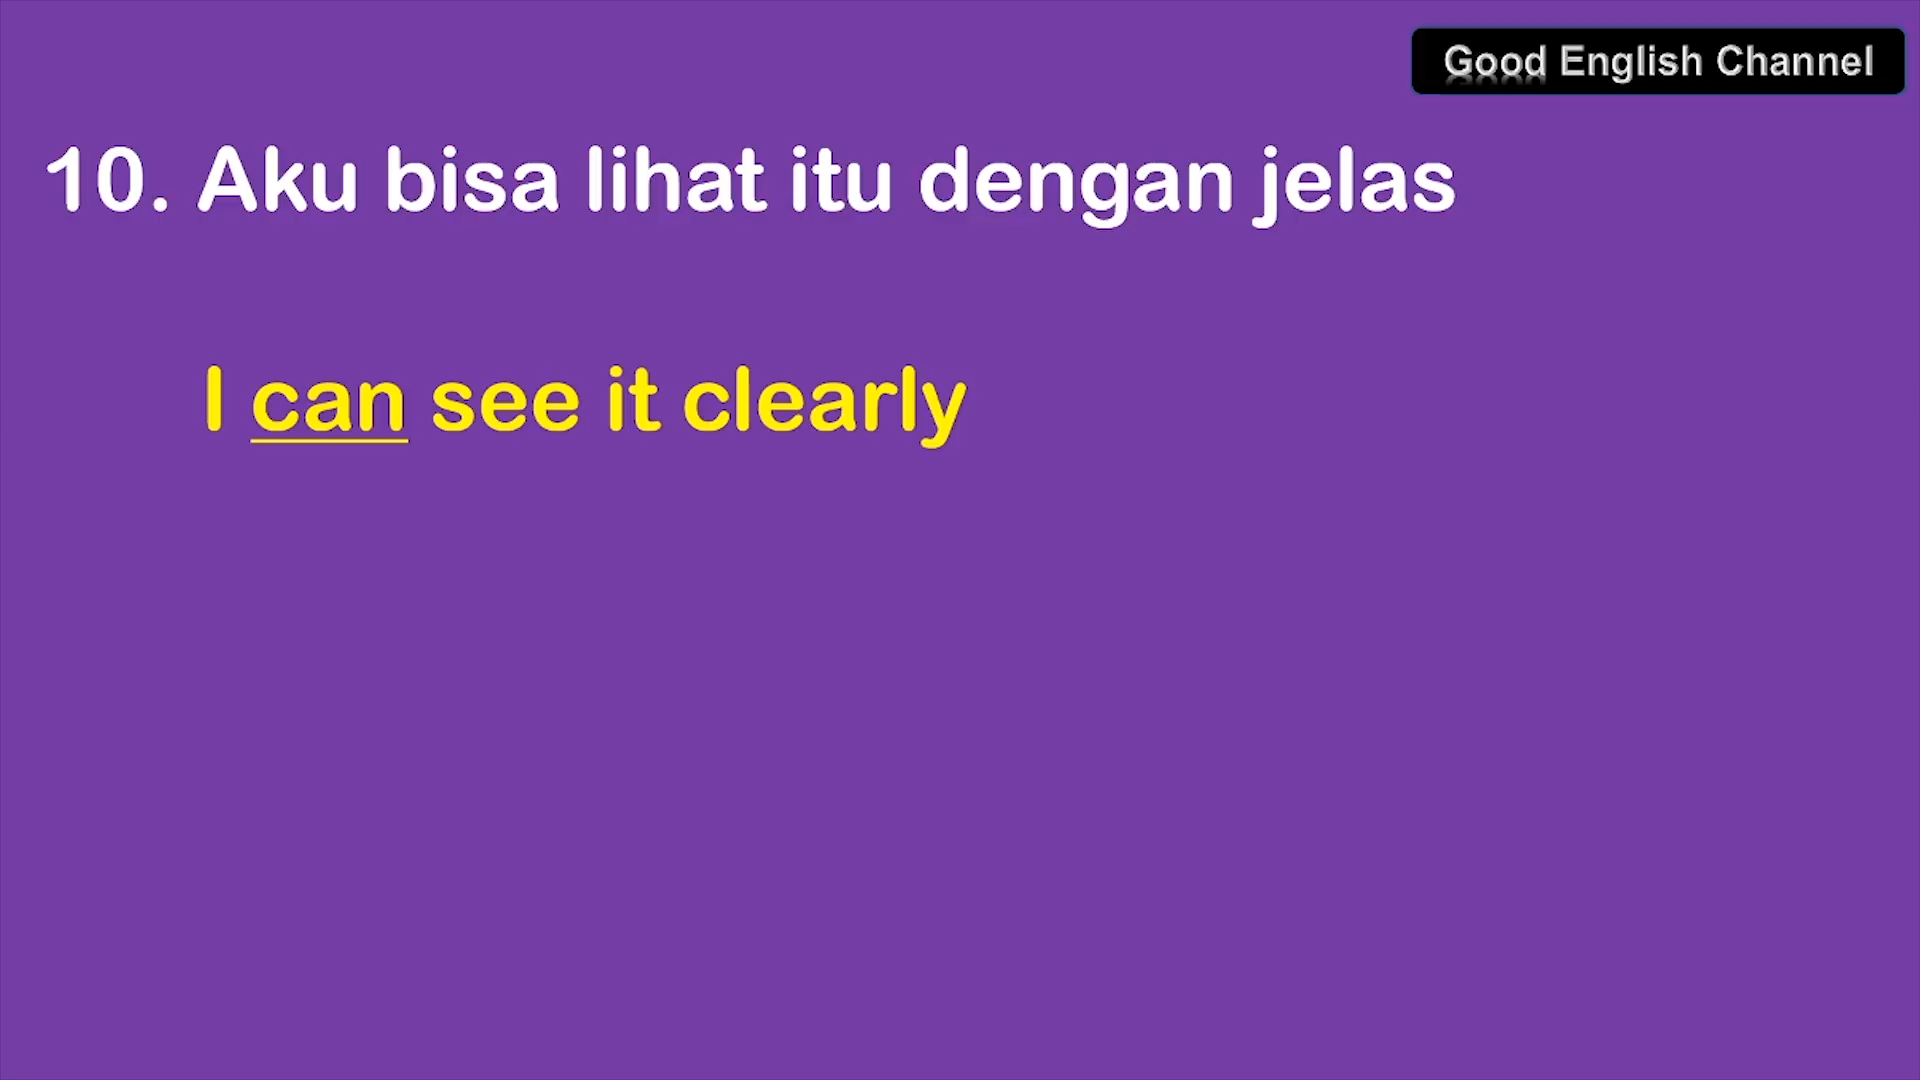 Good English Channel
10. Aku bisa lihat itu dengan jelas
I can see it clearly